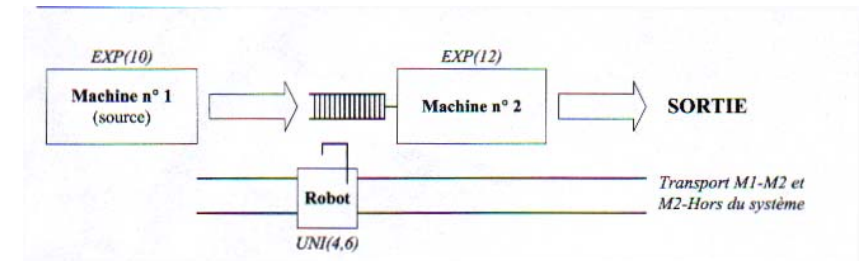 EXP(10)
EXP(12)
Machine n° 1
(source)
Machine n° 2
SORTIE
Robot
Transport M1-M2 et
M2-Hors du système
UNI(4,6)